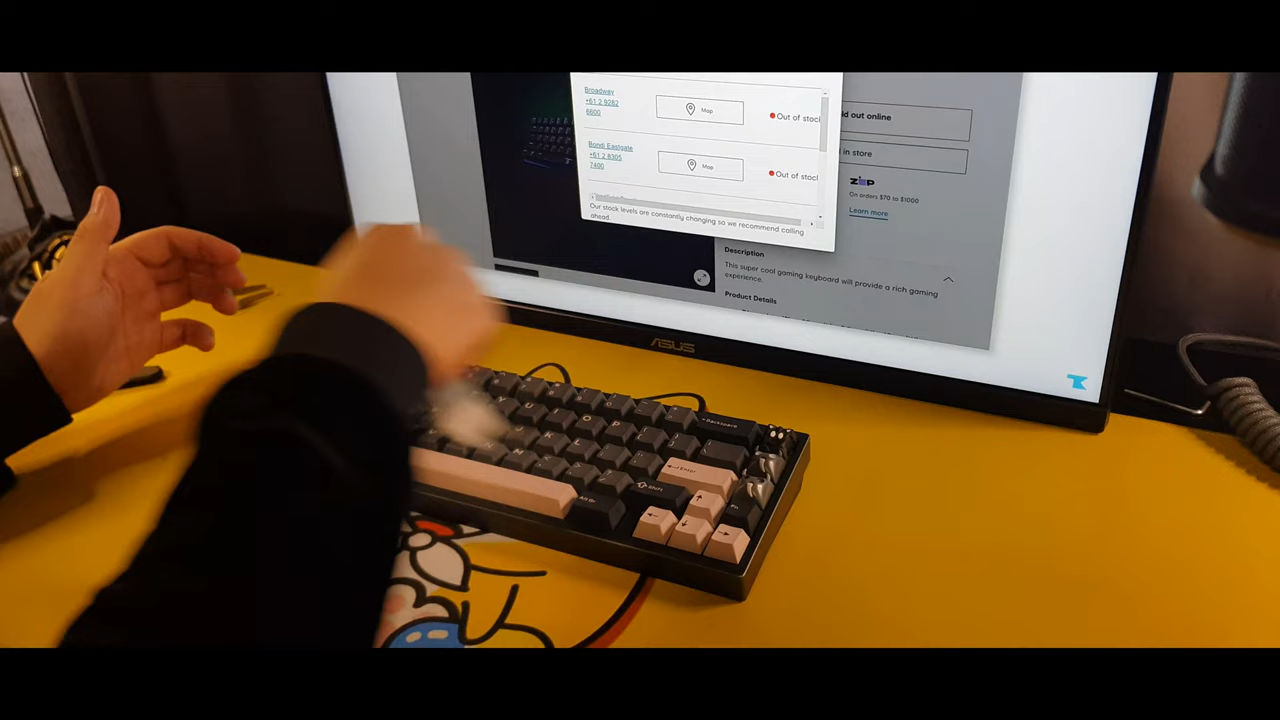 Broadway
+61 2 9282
6600
Map
Out of stock
Bondi Eastgate
+61 2 8305
7400
Map
Out of stock
Our stock levels are constantly changing so we recommend calling
ahead.
ld out online
in store
ZIP
On orders $70 to $1000
Learn more
Description
This super cool gaming keyboard will provide a rich gaming
experience.
Product Details
ASUS
Backspace
Y
U
I
O
P
J
K
L
Enter
N
M
Shift
Alt Gr
Fn